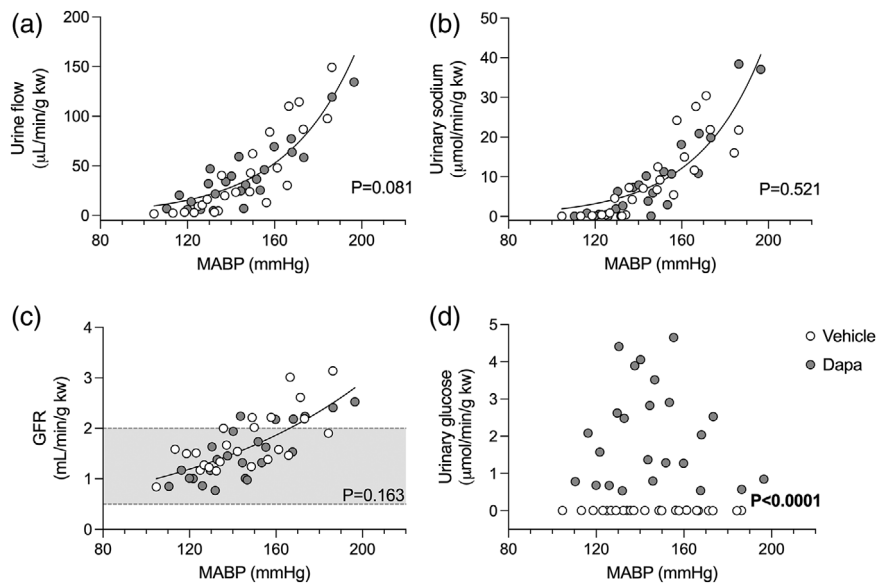 (a)
200
150
100
50
0
Urine flow
(μL/min/g kw)
P=0.081
80 120 160 200
MABP (mmHg)
(b)
50
40
30
20
10
0
Urinary sodium
(μmol/min/g kw)
P=0.521
80 120 160 200
MABP (mmHg)
(c)
4
3
2
1
0
GFR
(mL/min/g kw)
P=0.163
80 120 160 200
MABP (mmHg)
(d)
5
4
3
2
1
0
Urinary glucose
(μmol/min/g kw)
P<0.0001
80 120 160 200
MABP (mmHg)
Vehicle
Dapa